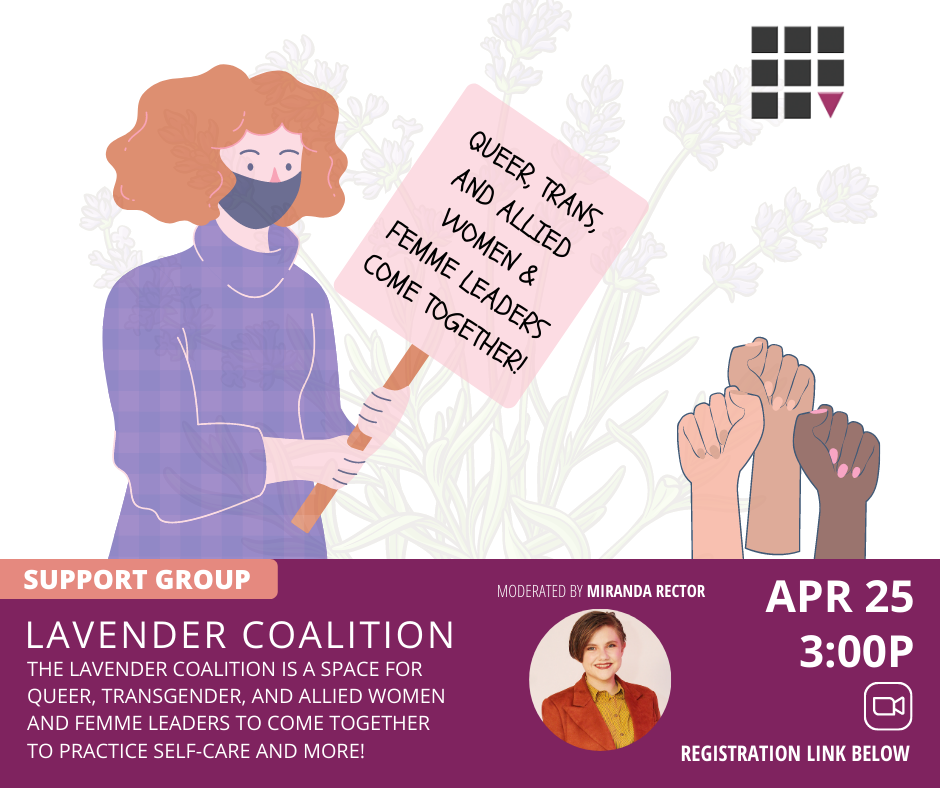 QUEER, TRANS,
AND ALLIED
WOMEN &
FEMME LEADERS
COME TOGETHER!
SUPPORT GROUP
LAVENDER COALITION
THE LAVENDER COALITION IS A SPACE FOR
QUEER, TRANSGENDER, AND ALLIED WOMEN
AND FEMME LEADERS TO COME TOGETHER
TO PRACTICE SELF-CARE AND MORE!
MODERATED BY MIRANDA RECTOR
APR 25
3:00P
REGISTRATION LINK BELOW